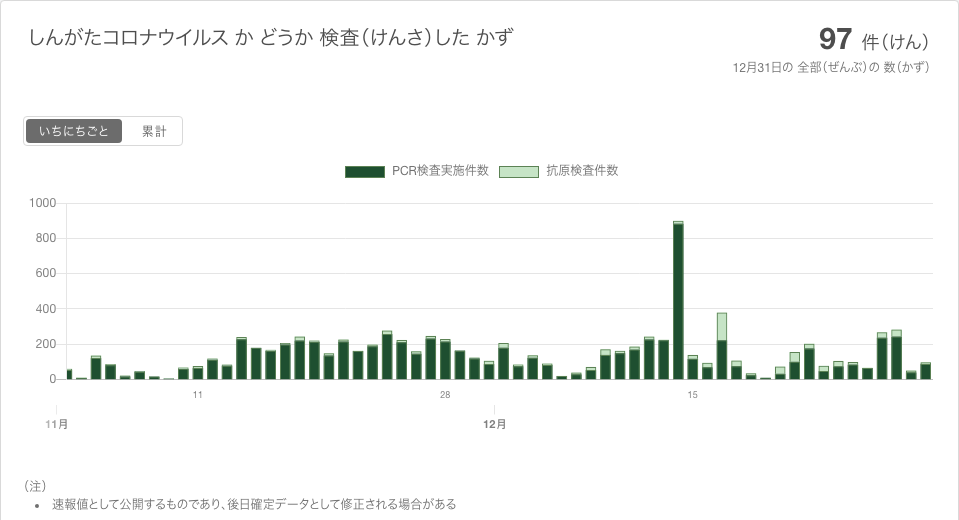 しんがたコロナウイルス か どうか 検査(けんさ)した かず
97 件(けん)
12月31日の 全部(ぜんぶ)の 数(かず)
いちにちごと 累計
PCR検査実施件数 抗原検査件数
1000
800
600
400
200
0
11 28 15
11月 12月
(注)
• 速報値として公開するものであり、後日確定データとして修正される場合がある